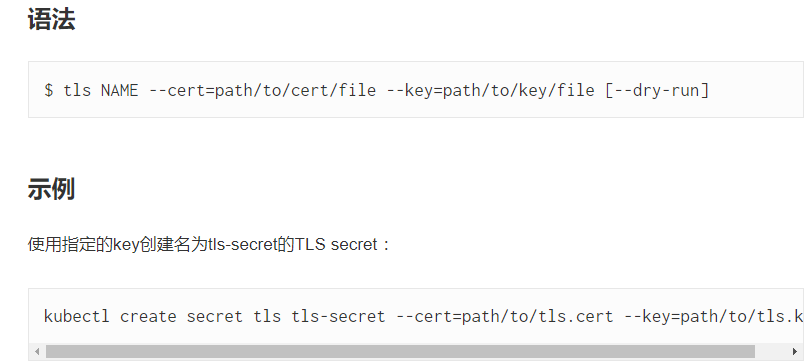 语法
$ tls NAME --cert=path/to/cert/file --key=path/to/key/file [--dry-run]
示例
使用指定的key创建名为tls-secret的TLS secret：
kubectl create secret tls tls-secret --cert=path/to/tls.cert --key=path/to/tls.k